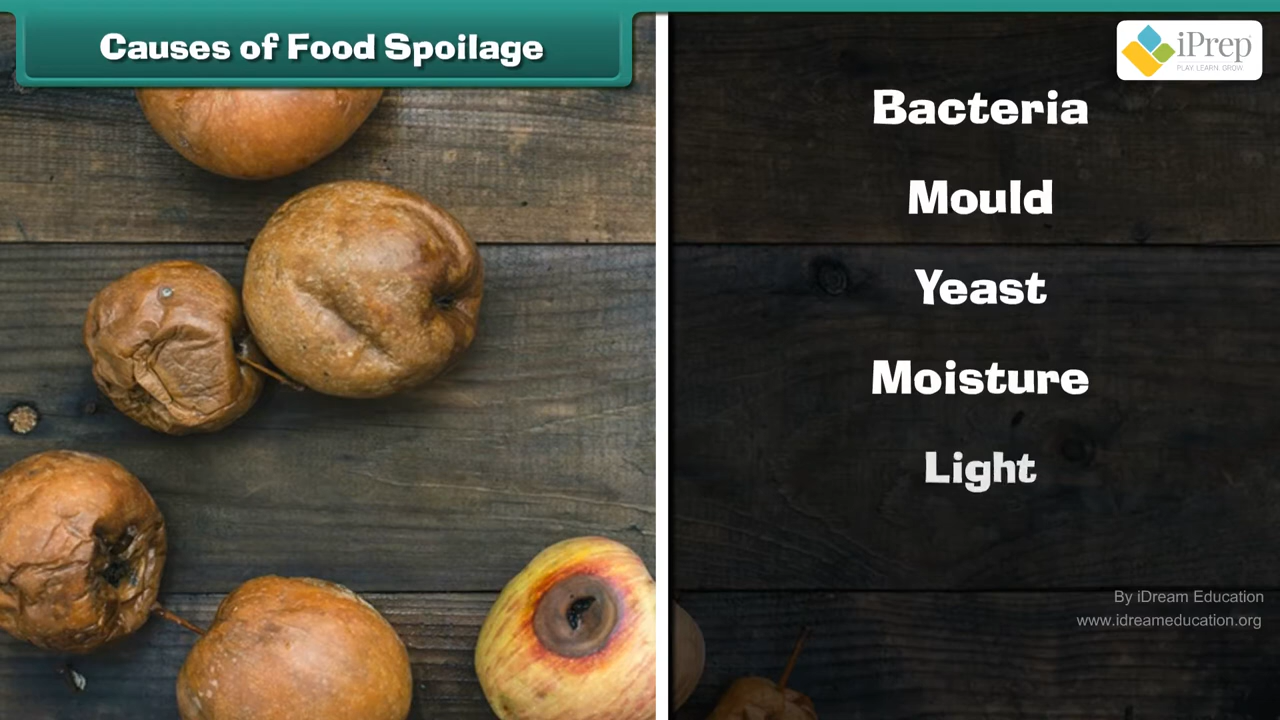 Causes of Food Spoilage
iPrep
PLAY. LEARN. GROW.
Bacteria
Mould
Yeast
Moisture
Light
By iDream Education
www.idreameducation.org